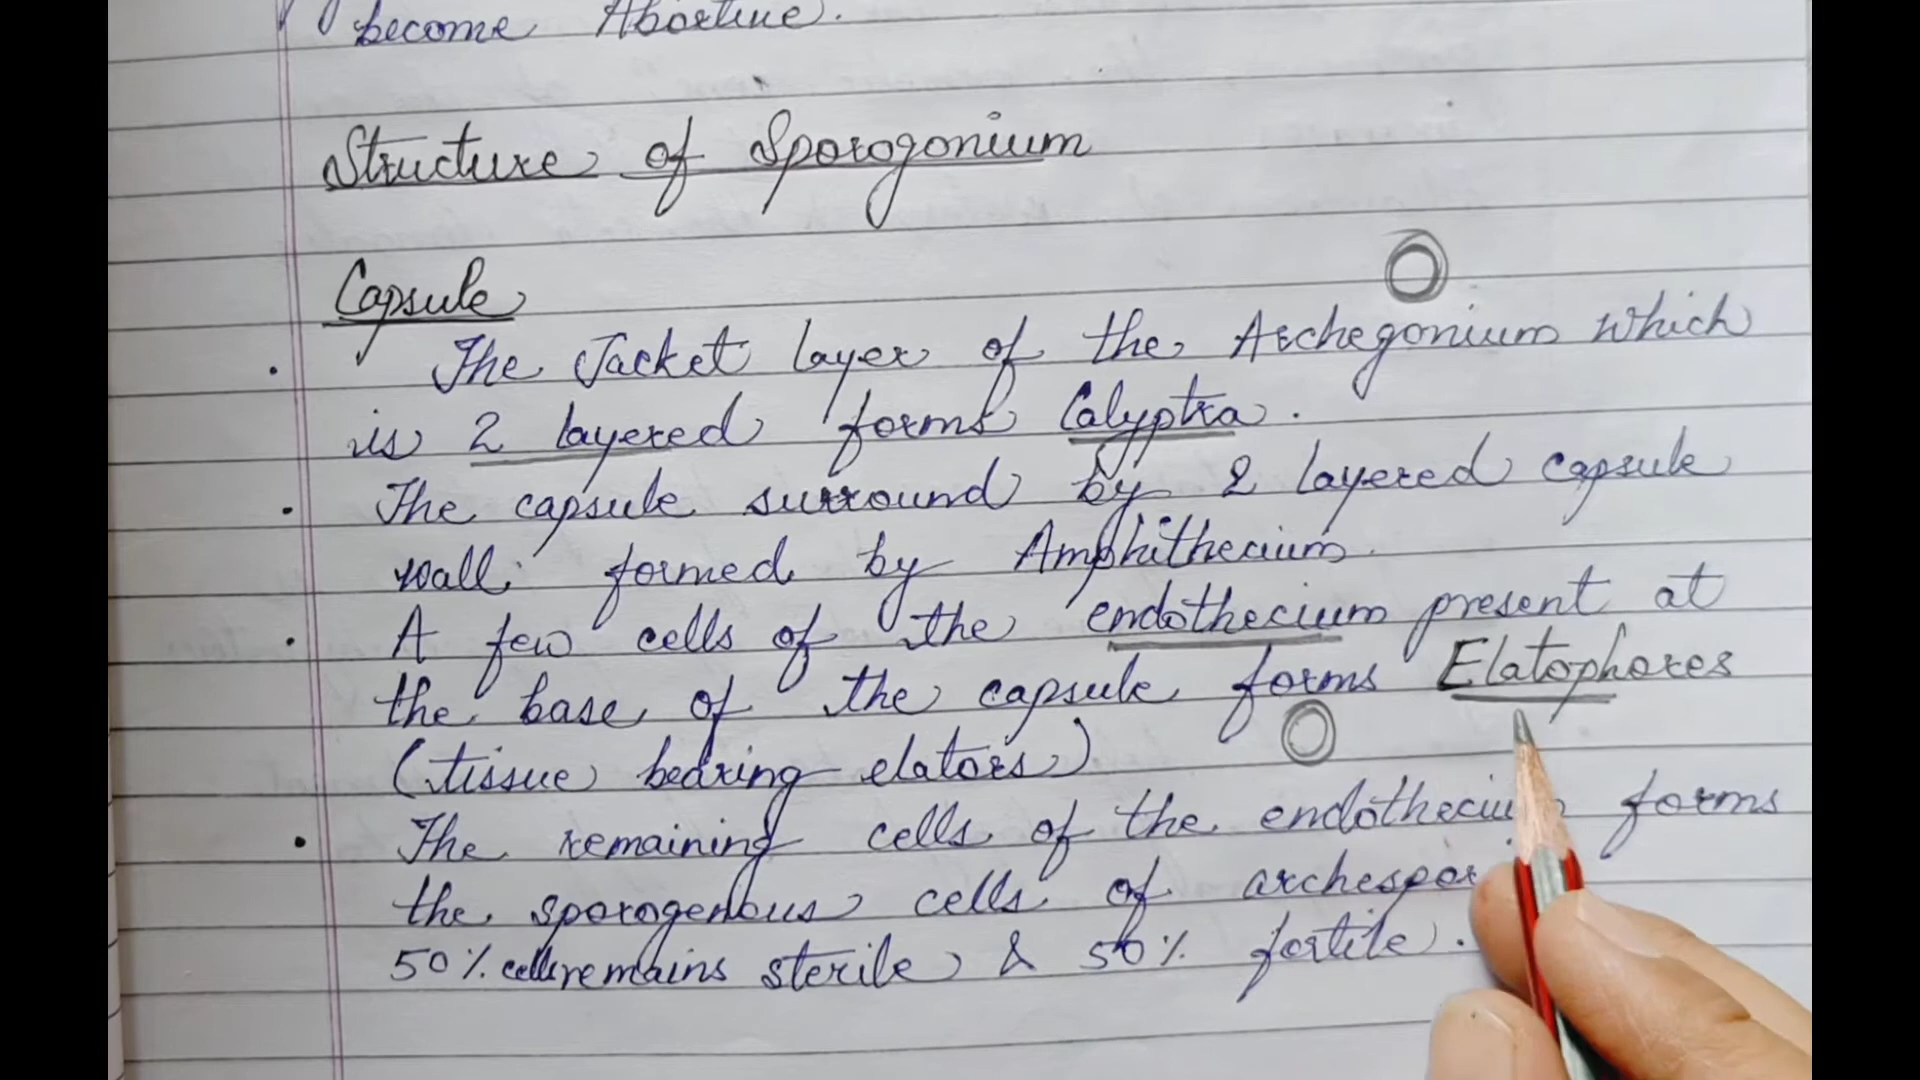 become Abortive.
Structure of Sporogonium
Capsule
The Jacket layer of the Archegonium which
is 2 layered forms Calyptra.
The capsule surround by 2 layered capsule
wall formed by Amphithecium.
A few cells of the endothecium present at
the base of the capsule forms Elatophores
(tissue bearing elators)
The remaining cells of the endothecium forms
the sporogenous cells of
50% cells remains sterile & 50% fertile.